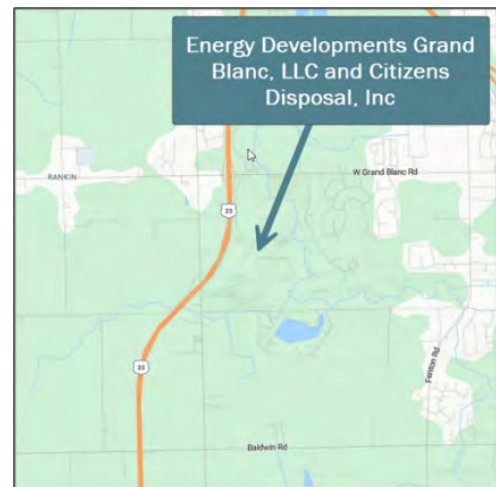 Energy Developments Grand
Blanc, LLC and Citizens
Disposal, Inc
W Grand Blanc Rd
RANKIN
23
23
Fenton Rd
Baldwin Rd